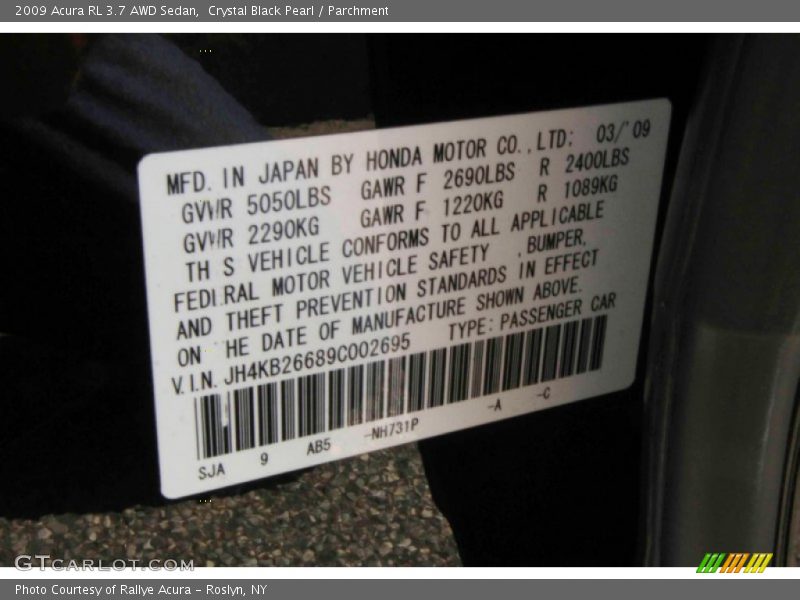 2009 Acura RL 3.7 AWD Sedan, Crystal Black Pearl / Parchment
MFD. IN JAPAN BY HONDA MOTOR CO.,LTD: 03/'09
GVWR 5050LBS GAWR F 2690LBS R 2400LBS
GVWR 2290KG GAWR F 1220KG R 1089KG
TH S VEHICLE CONFORMS TO ALL APPLICABLE
FEDERAL MOTOR VEHICLE SAFETY , BUMPER,
AND THEFT PREVENTION STANDARDS IN EFFECT
ON HE DATE OF MANUFACTURE SHOWN ABOVE.
V.I.N. JH4KB26689C002695 TYPE: PASSENGER CAR
SJA 9 AB5 -NH731P -A -C
GTCARLOT.COM
Photo Courtesy of Rallye Acura - Roslyn, NY